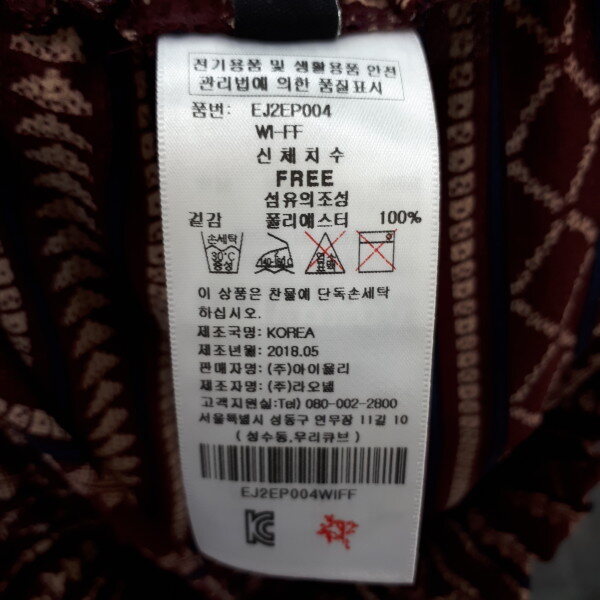 전기용품 및 생활용품 안전
관리법에 의한 품질표시
품번: EJ2EP004
WI-FF
신체치수
FREE
섬유의조성
겉감 폴리에스터 100%
손세탁
30℃
중성
이 상품은 찬물에 단독손세탁
하십시오.
제조국명: KOREA
제조년월: 2018.05
판매자명: (주)아이올리
제조자명: (주)라오넬
고객지원실:Tel) 080-002-2800
서울특별시 성동구 연무장 11길 10
(성수동,우리큐브)
EJ2EP004WIFF